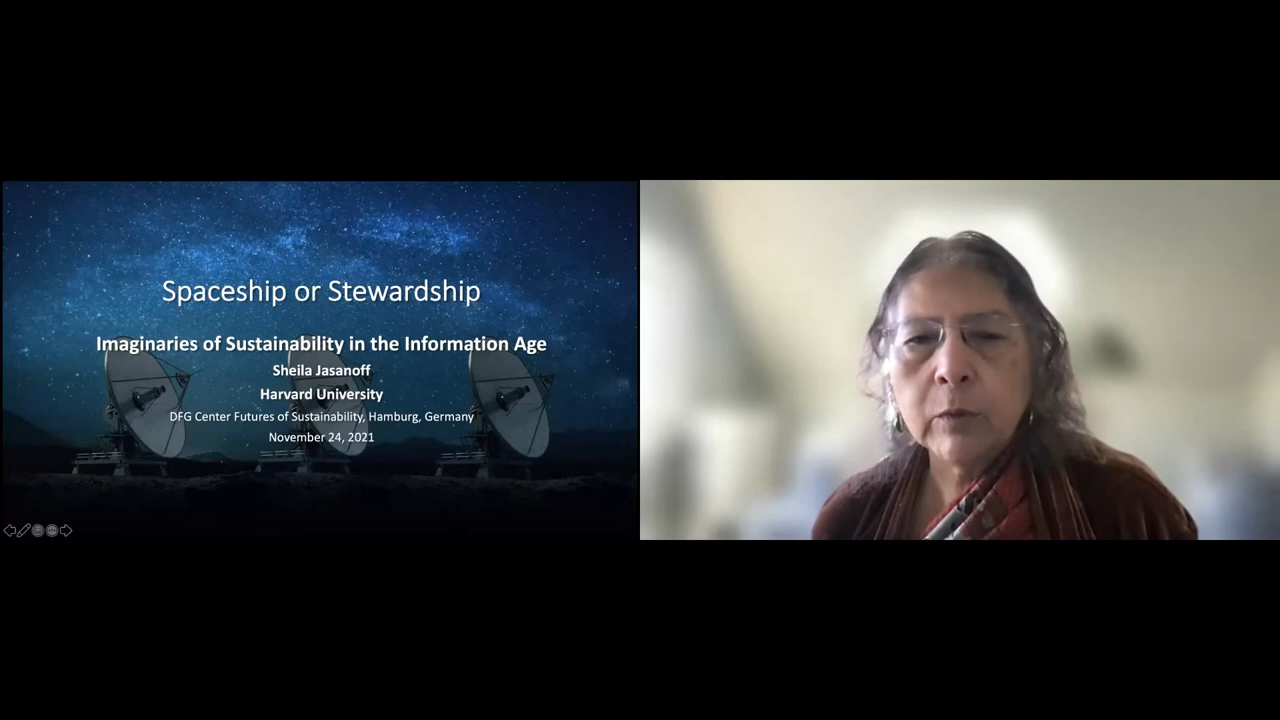 Spaceship or Stewardship
Imaginaries of Sustainability in the Information Age
Sheila Jasanoff
Harvard University
DFG Center Futures of Sustainability, Hamburg, Germany
November 24, 2021